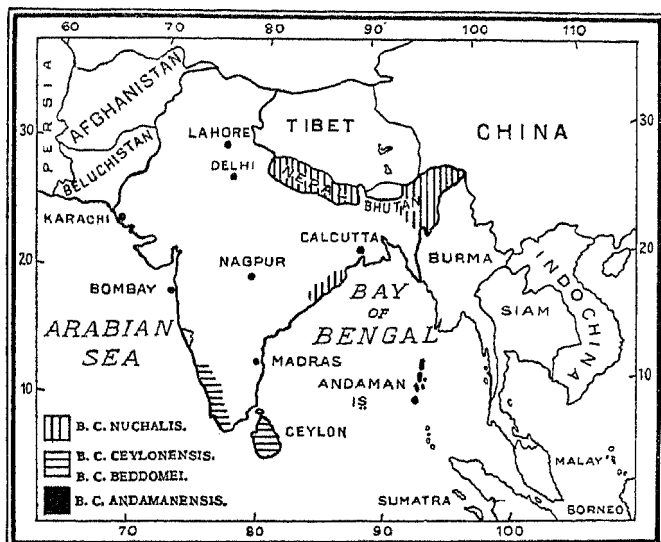 60 70 80 90 100 110
PERSIA
AFGHANISTAN
BELUCHISTAN
LAHORE
DELHI
TIBET
CHINA
30 30
NEPAL
BHUTAN
KARACHI
CALCUTTA
BURMA
INDOCHINA
20 20
NAGPUR
BOMBAY
SIAM
ARABIAN
SEA
BAY
OF
BENGAL
MADRAS
ANDAMAN
IS
10 10
CEYLON
B. C. NUCHALIS.
B. C. CEYLONENSIS.
B. C. BEDDOMEI.
B. C. ANDAMANENSIS.
MALAY
SUMATRA
BORNEO
70 80 90 100